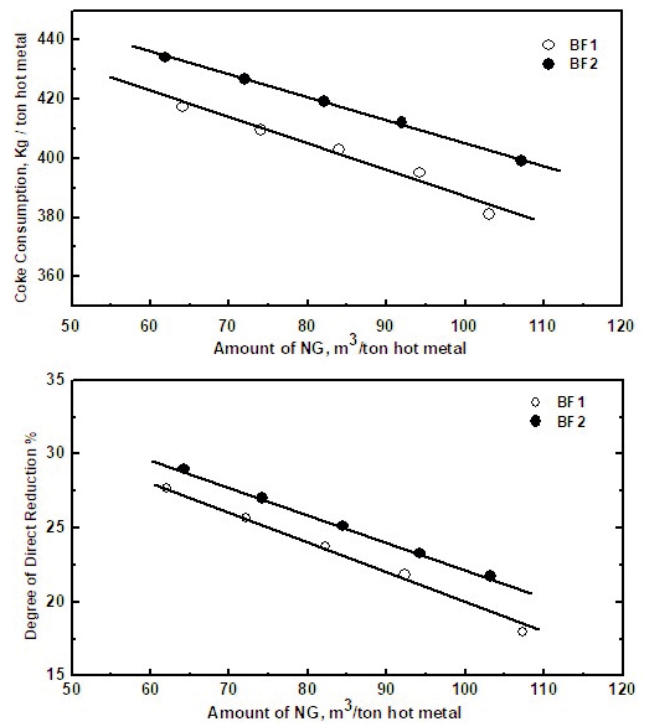 440
420
400
380
360
Coke Consumption, Kg / ton hot metal
BF1
BF2
50 60 70 80 90 100 110 120
Amount of NG, m³/ton hot metal
35
30
25
20
15
Degree of Direct Reduction %
BF1
BF2
50 60 70 80 90 100 110 120
Amount of NG, m³/ton hot metal